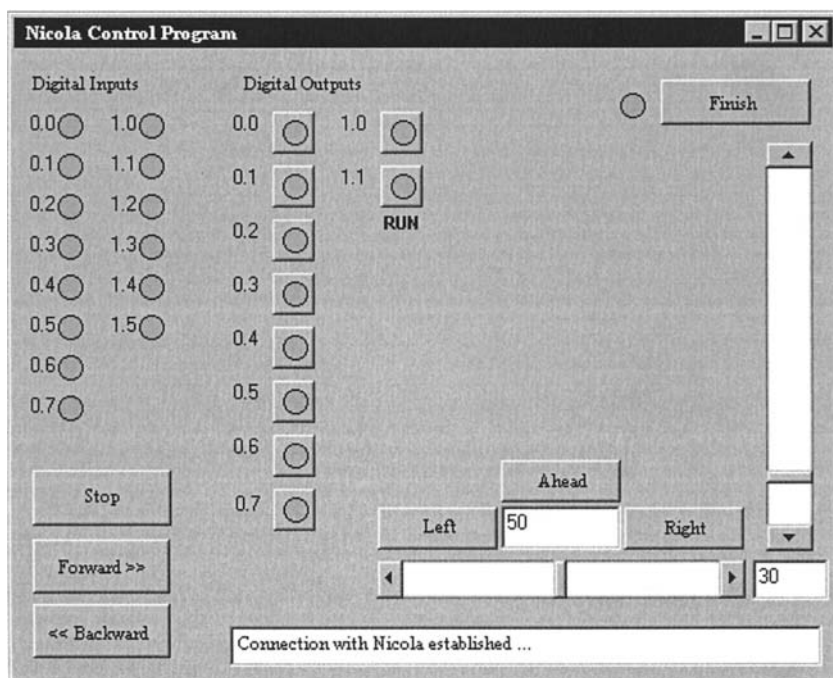 Nicola Control Program
Digital Inputs Digital Outputs
Finish
0.0 1.0 0.0 1.0
0.1 1.1 0.1 1.1
RUN
0.2 1.2 0.2
0.3 1.3 0.3
0.4 1.4 0.4
0.5 1.5 0.5
0.6 0.6
0.7 0.7
Stop
Forward >>
<< Backward
Ahead
Left 50 Right
30
Connection with Nicola established ...